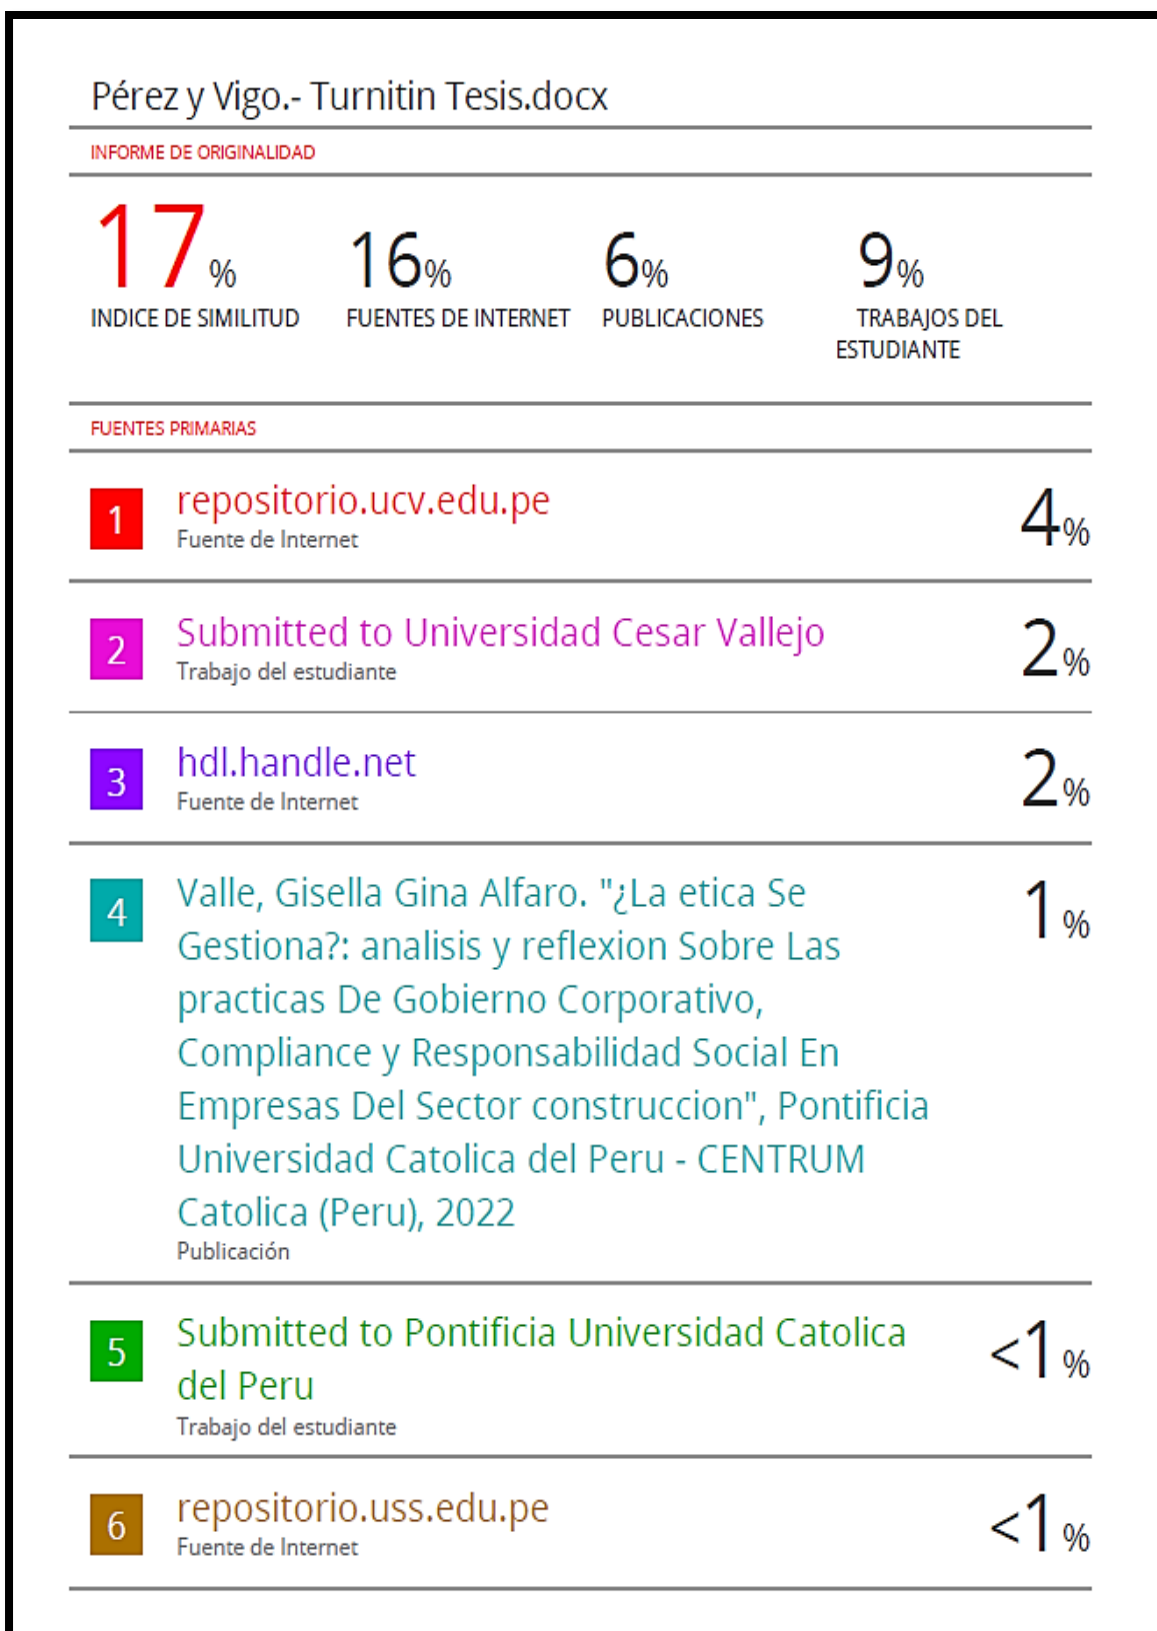 Pérez y Vigo.- Turnitin Tesis.docx
INFORME DE ORIGINALIDAD
17%
16%
6%
9%
INDICE DE SIMILITUD
FUENTES DE INTERNET
PUBLICACIONES
TRABAJOS DEL
ESTUDIANTE
FUENTES PRIMARIAS
1
repositorio.ucv.edu.pe
Fuente de Internet
4%
2
Submitted to Universidad Cesar Vallejo
Trabajo del estudiante
2%
3
hdl.handle.net
Fuente de Internet
2%
4
Valle, Gisella Gina Alfaro. "¿La etica Se
Gestiona?: analisis y reflexion Sobre Las
practicas De Gobierno Corporativo,
Compliance y Responsabilidad Social En
Empresas Del Sector construccion", Pontificia
Universidad Catolica del Peru - CENTRUM
Catolica (Peru), 2022
Publicación
1%
5
Submitted to Pontificia Universidad Catolica
del Peru
Trabajo del estudiante
<1%
6
repositorio.uss.edu.pe
Fuente de Internet
<1%